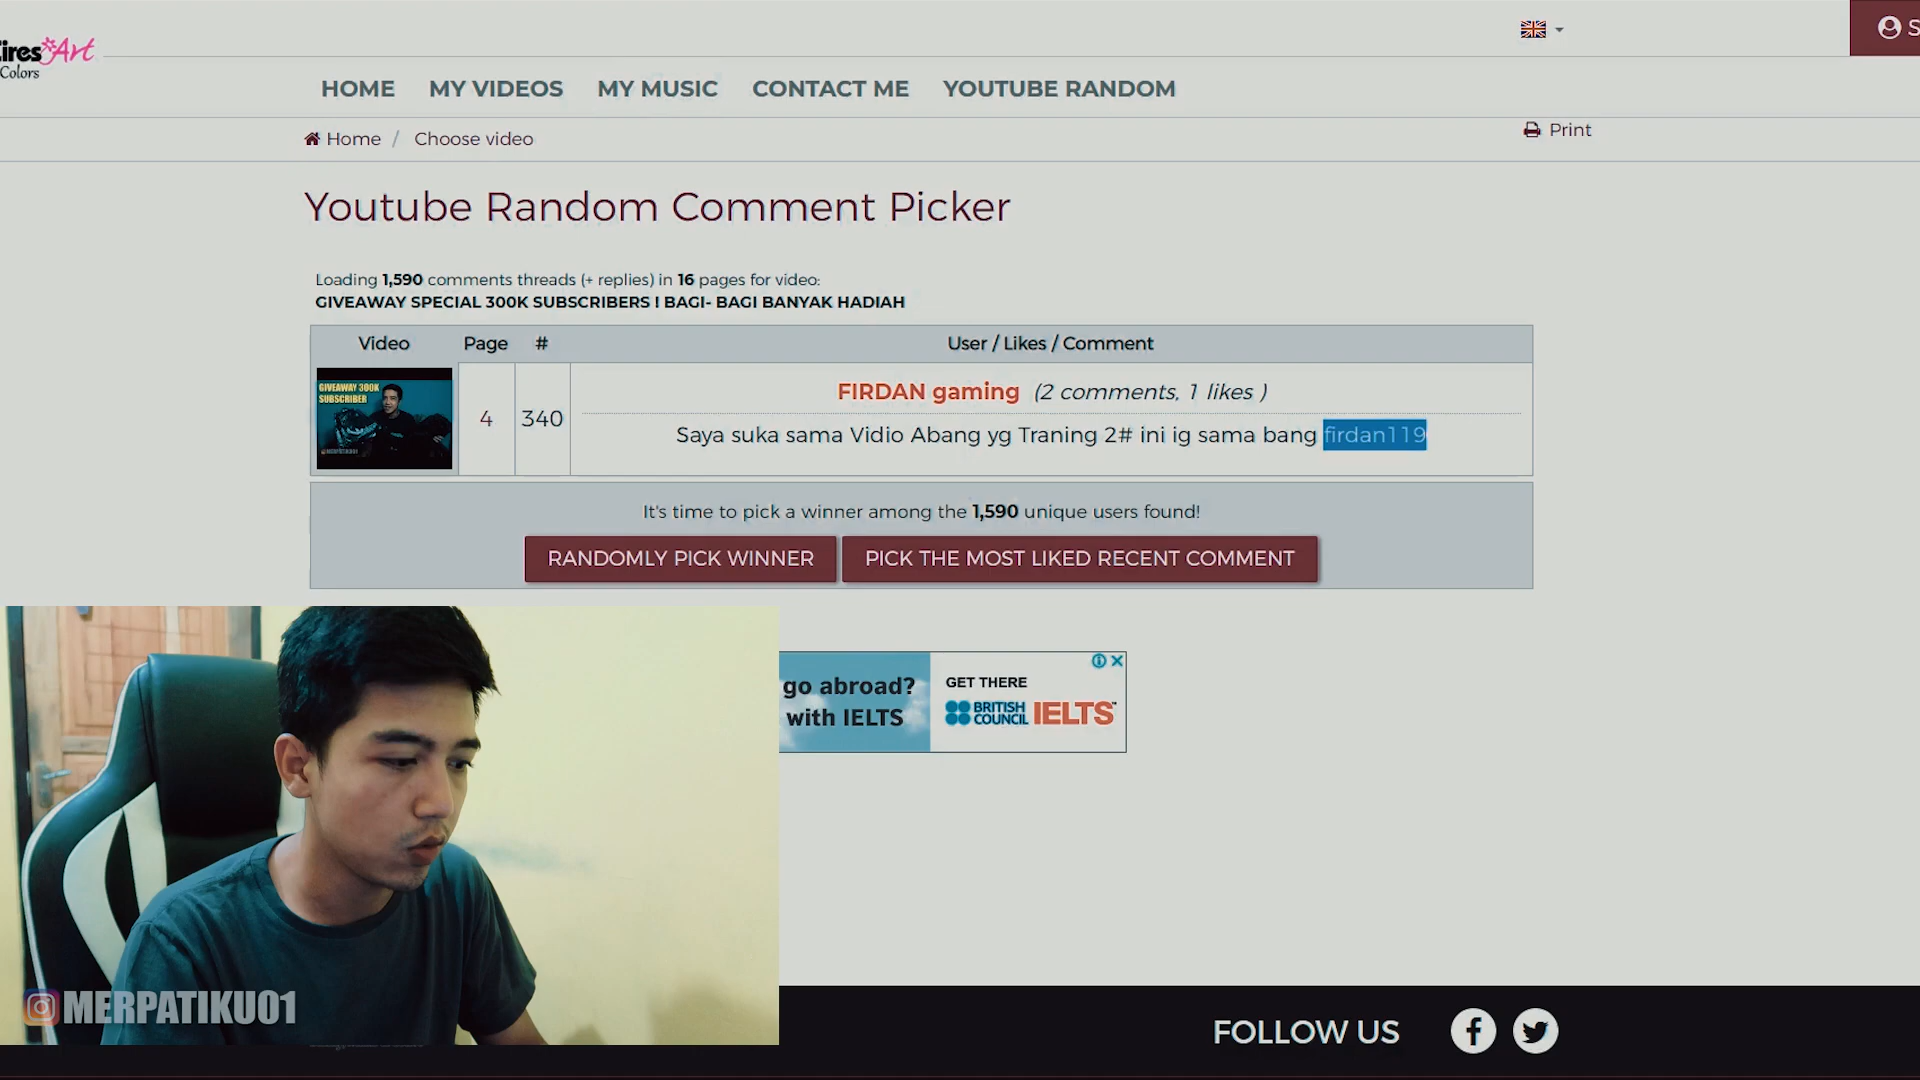 ires Art
Colors
S
HOME MY VIDEOS MY MUSIC CONTACT ME YOUTUBE RANDOM
Home / Choose video
Print
Youtube Random Comment Picker
Loading 1,590 comments threads (+ replies) in 16 pages for video:
GIVEAWAY SPECIAL 300K SUBSCRIBERS I BAGI- BAGI BANYAK HADIAH
Video Page # User / Likes / Comment
GIVEAWAY 300K
SUBSCRIBER
4 340
FIRDAN gaming (2 comments, 1 likes )
Saya suka sama Vidio Abang yg Traning 2# ini ig sama bang firdan119
It's time to pick a winner among the 1,590 unique users found!
RANDOMLY PICK WINNER PICK THE MOST LIKED RECENT COMMENT
go abroad?
with IELTS
GET THERE
BRITISH
COUNCIL
IELTS™
MERPATIKU01
FOLLOW US